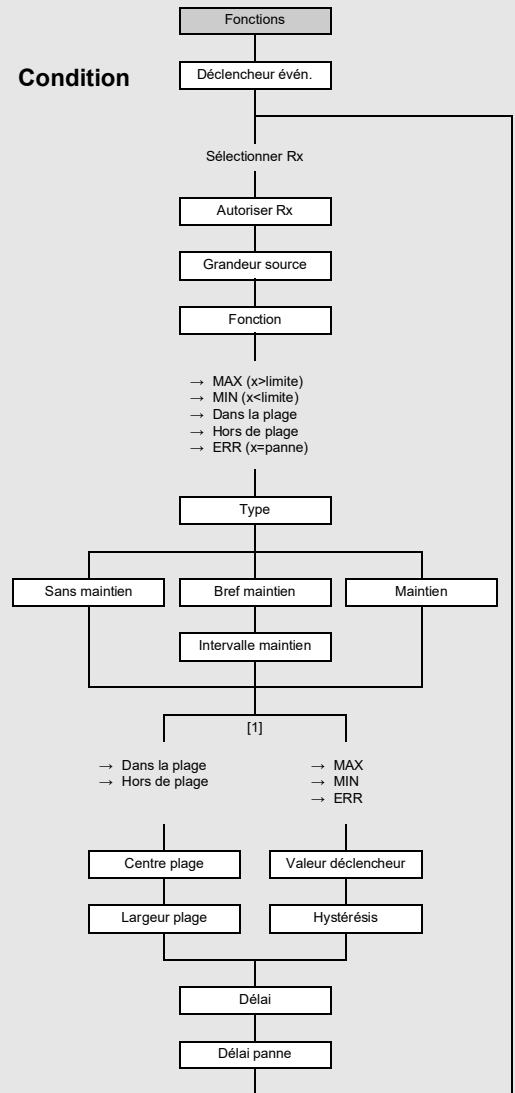 Fonctions
Condition
Déclencheur évén.
Sélectionner Rx
Autoriser Rx
Grandeur source
Fonction
→ MAX (x>limite)
→ MIN (x<limite)
→ Dans la plage
→ Hors de plage
→ ERR (x=panne)
Type
Sans maintien
Bref maintien
Maintien
Intervalle maintien
[1]
→ Dans la plage
→ Hors de plage
→ MAX
→ MIN
→ ERR
Centre plage
Valeur déclencheur
Largeur plage
Hystérésis
Délai
Délai panne